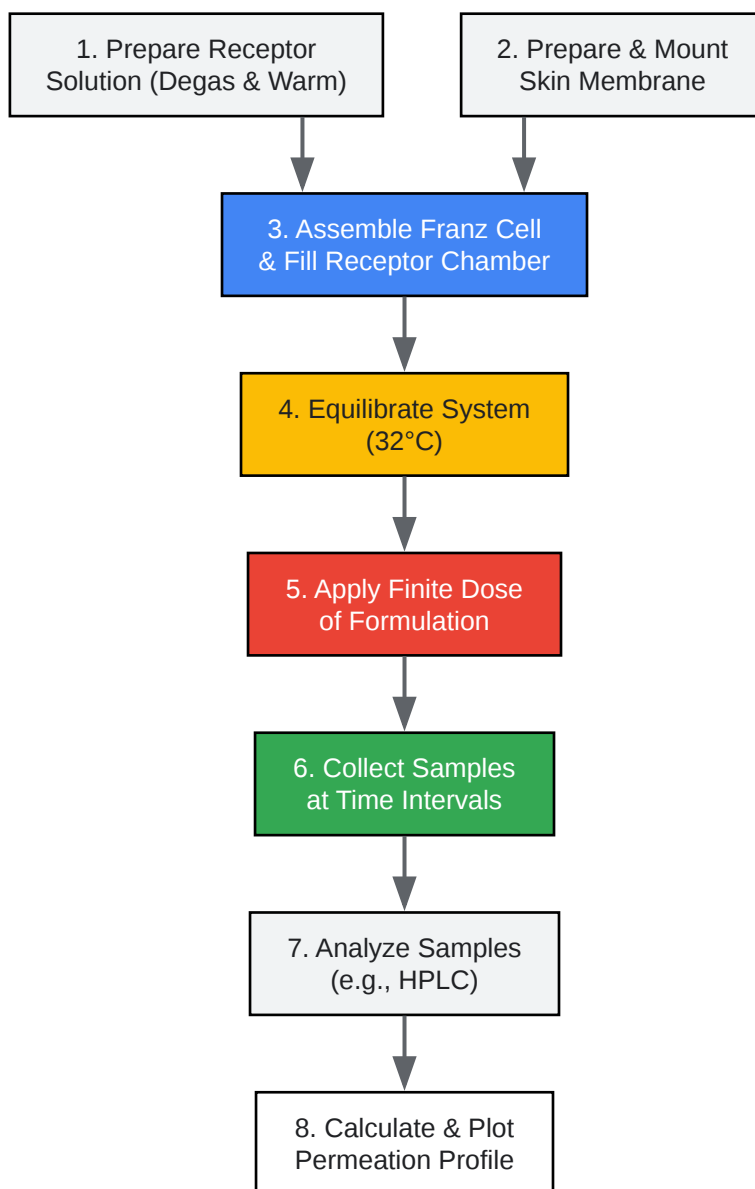 1. Prepare Receptor
Solution (Degas & Warm)
2. Prepare & Mount
Skin Membrane
3. Assemble Franz Cell
& Fill Receptor Chamber
4. Equilibrate System
(32°C)
5. Apply Finite Dose
of Formulation
6. Collect Samples
at Time Intervals
7. Analyze Samples
(e.g., HPLC)
8. Calculate & Plot
Permeation Profile